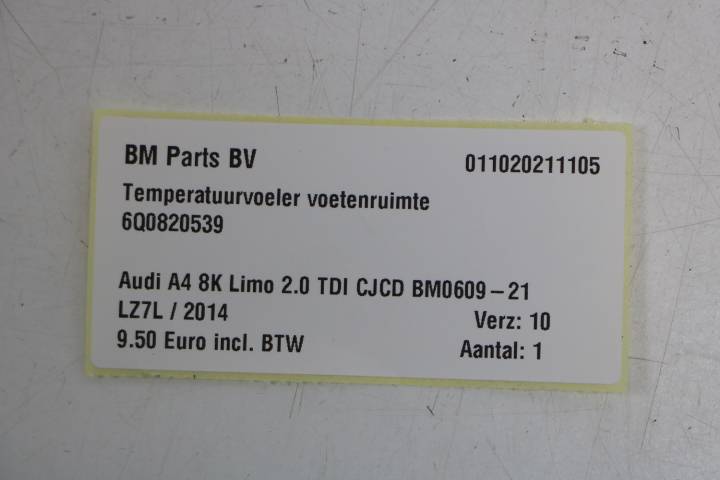 BM Parts BV 011020211105
Temperatuurvoeler voetenruimte
6Q0820539
Audi A4 8K Limo 2.0 TDI CJCD BM0609-21
LZ7L / 2014 Verz: 10
9.50 Euro incl. BTW Aantal: 1